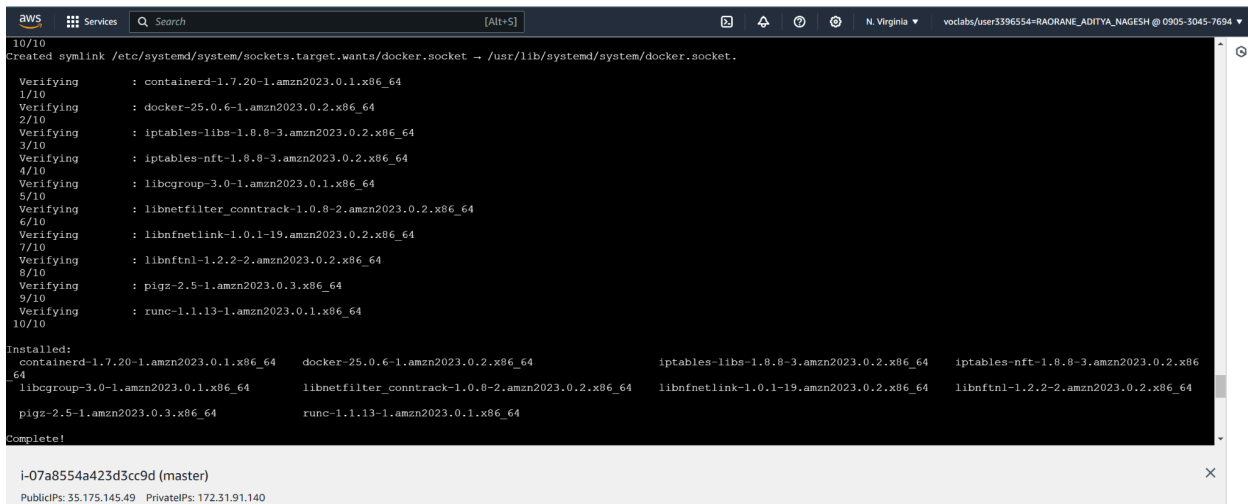 aws Services Search [Alt+S] N. Virginia ▼ voclabs/user3396554=RAORANE_ADITYA_NAGESH @ 0905-3045-7694 ▼
10/10
Created symlink /etc/systemd/system/sockets.target.wants/docker.socket → /usr/lib/systemd/system/docker.socket.
Verifying : containerd-1.7.20-1.amzn2023.0.1.x86_64
1/10
Verifying : docker-25.0.6-1.amzn2023.0.2.x86_64
2/10
Verifying : iptables-libs-1.8.8-3.amzn2023.0.2.x86_64
3/10
Verifying : iptables-nft-1.8.8-3.amzn2023.0.2.x86_64
4/10
Verifying : libcgroup-3.0-1.amzn2023.0.1.x86_64
5/10
Verifying : libnetfilter_conntrack-1.0.8-2.amzn2023.0.2.x86_64
6/10
Verifying : libnfnetlink-1.0.1-19.amzn2023.0.2.x86_64
7/10
Verifying : libnftnl-1.2.2-2.amzn2023.0.2.x86_64
8/10
Verifying : pigz-2.5-1.amzn2023.0.3.x86_64
9/10
Verifying : runc-1.1.13-1.amzn2023.0.1.x86_64
10/10
Installed:
containerd-1.7.20-1.amzn2023.0.1.x86_64 docker-25.0.6-1.amzn2023.0.2.x86_64 iptables-libs-1.8.8-3.amzn2023.0.2.x86_64 iptables-nft-1.8.8-3.amzn2023.0.2.x86
_64
libcgroup-3.0-1.amzn2023.0.1.x86_64 libnetfilter_conntrack-1.0.8-2.amzn2023.0.2.x86_64 libnfnetlink-1.0.1-19.amzn2023.0.2.x86_64 libnftnl-1.2.2-2.amzn2023.0.2.x86_64
pigz-2.5-1.amzn2023.0.3.x86_64 runc-1.1.13-1.amzn2023.0.1.x86_64
Complete!
i-07a8554a423d3cc9d (master)
PublicIPs: 35.175.145.49 PrivateIPs: 172.31.91.140